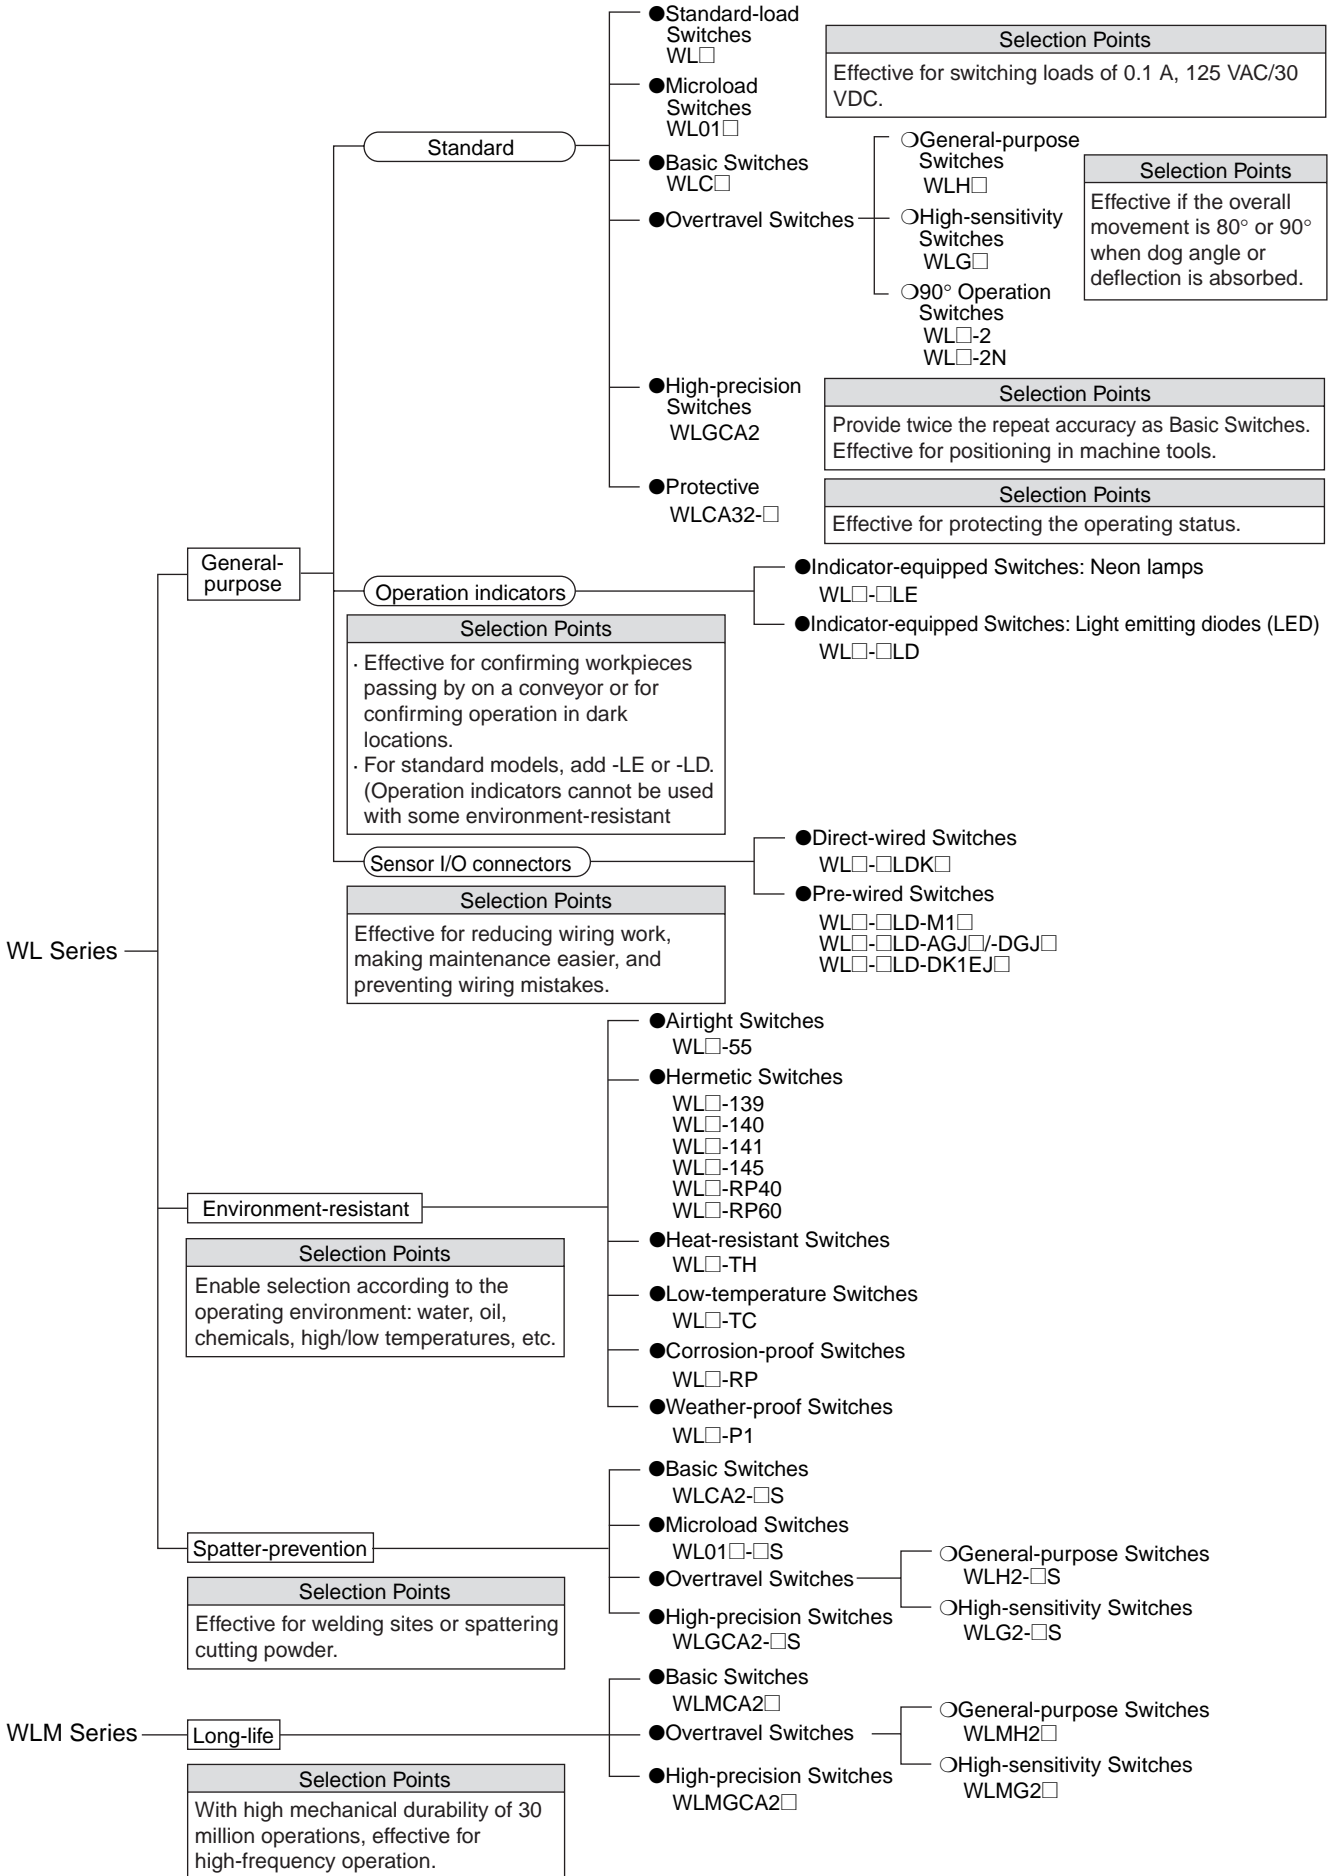 ●Standard-load
Switches
WL□
Selection Points
Effective for switching loads of 0.1 A, 125 VAC/30
VDC.
●Microload
Switches
WL01□
Standard
●Basic Switches
WLC□
●Overtravel Switches
❍General-purpose
Switches
WLH□
❍High-sensitivity
Switches
WLG□
❍90° Operation
Switches
WL□-2
WL□-2N
Selection Points
Effective if the overall
movement is 80° or 90°
when dog angle or
deflection is absorbed.
●High-precision
Switches
WLGCA2
Selection Points
Provide twice the repeat accuracy as Basic Switches.
Effective for positioning in machine tools.
●Protective
WLCA32-□
Selection Points
Effective for protecting the operating status.
General-
purpose
Operation indicators
●Indicator-equipped Switches: Neon lamps
WL□-□LE
●Indicator-equipped Switches: Light emitting diodes (LED)
WL□-□LD
Selection Points
· Effective for confirming workpieces
passing by on a conveyor or for
confirming operation in dark
locations.
· For standard models, add -LE or -LD.
(Operation indicators cannot be used
with some environment-resistant
Sensor I/O connectors
●Direct-wired Switches
WL□-□LDK□
●Pre-wired Switches
WL□-□LD-M1□
WL□-□LD-AGJ□/-DGJ□
WL□-□LD-DK1EJ□
Selection Points
Effective for reducing wiring work,
making maintenance easier, and
preventing wiring mistakes.
WL Series
●Airtight Switches
WL□-55
●Hermetic Switches
WL□-139
WL□-140
WL□-141
WL□-145
WL□-RP40
WL□-RP60
Environment-resistant
Selection Points
Enable selection according to the
operating environment: water, oil,
chemicals, high/low temperatures, etc.
●Heat-resistant Switches
WL□-TH
●Low-temperature Switches
WL□-TC
●Corrosion-proof Switches
WL□-RP
●Weather-proof Switches
WL□-P1
●Basic Switches
WLCA2-□S
●Microload Switches
WL01□-□S
Spatter-prevention
●Overtravel Switches
❍General-purpose Switches
WLH2-□S
❍High-sensitivity Switches
WLG2-□S
●High-precision Switches
WLGCA2-□S
Selection Points
Effective for welding sites or spattering
cutting powder.
●Basic Switches
WLMCA2□
WLM Series
Long-life
●Overtravel Switches
❍General-purpose Switches
WLMH2□
❍High-sensitivity Switches
WLMG2□
●High-precision Switches
WLMGCA2□
Selection Points
With high mechanical durability of 30
million operations, effective for
high-frequency operation.